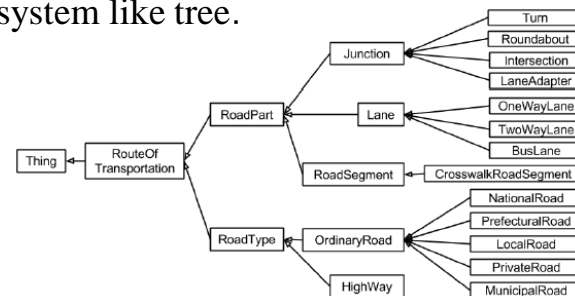 system like tree.
Turn
Roundabout
Junction
Intersection
LaneAdapter
OneWayLane
RoadPart
Lane
TwoWayLane
BusLane
Thing
RouteOf
Transportation
RoadSegment
CrosswalkRoadSegment
NationalRoad
PrefecturalRoad
RoadType
OrdinaryRoad
LocalRoad
PrivateRoad
HighWay
MunicipalRoad